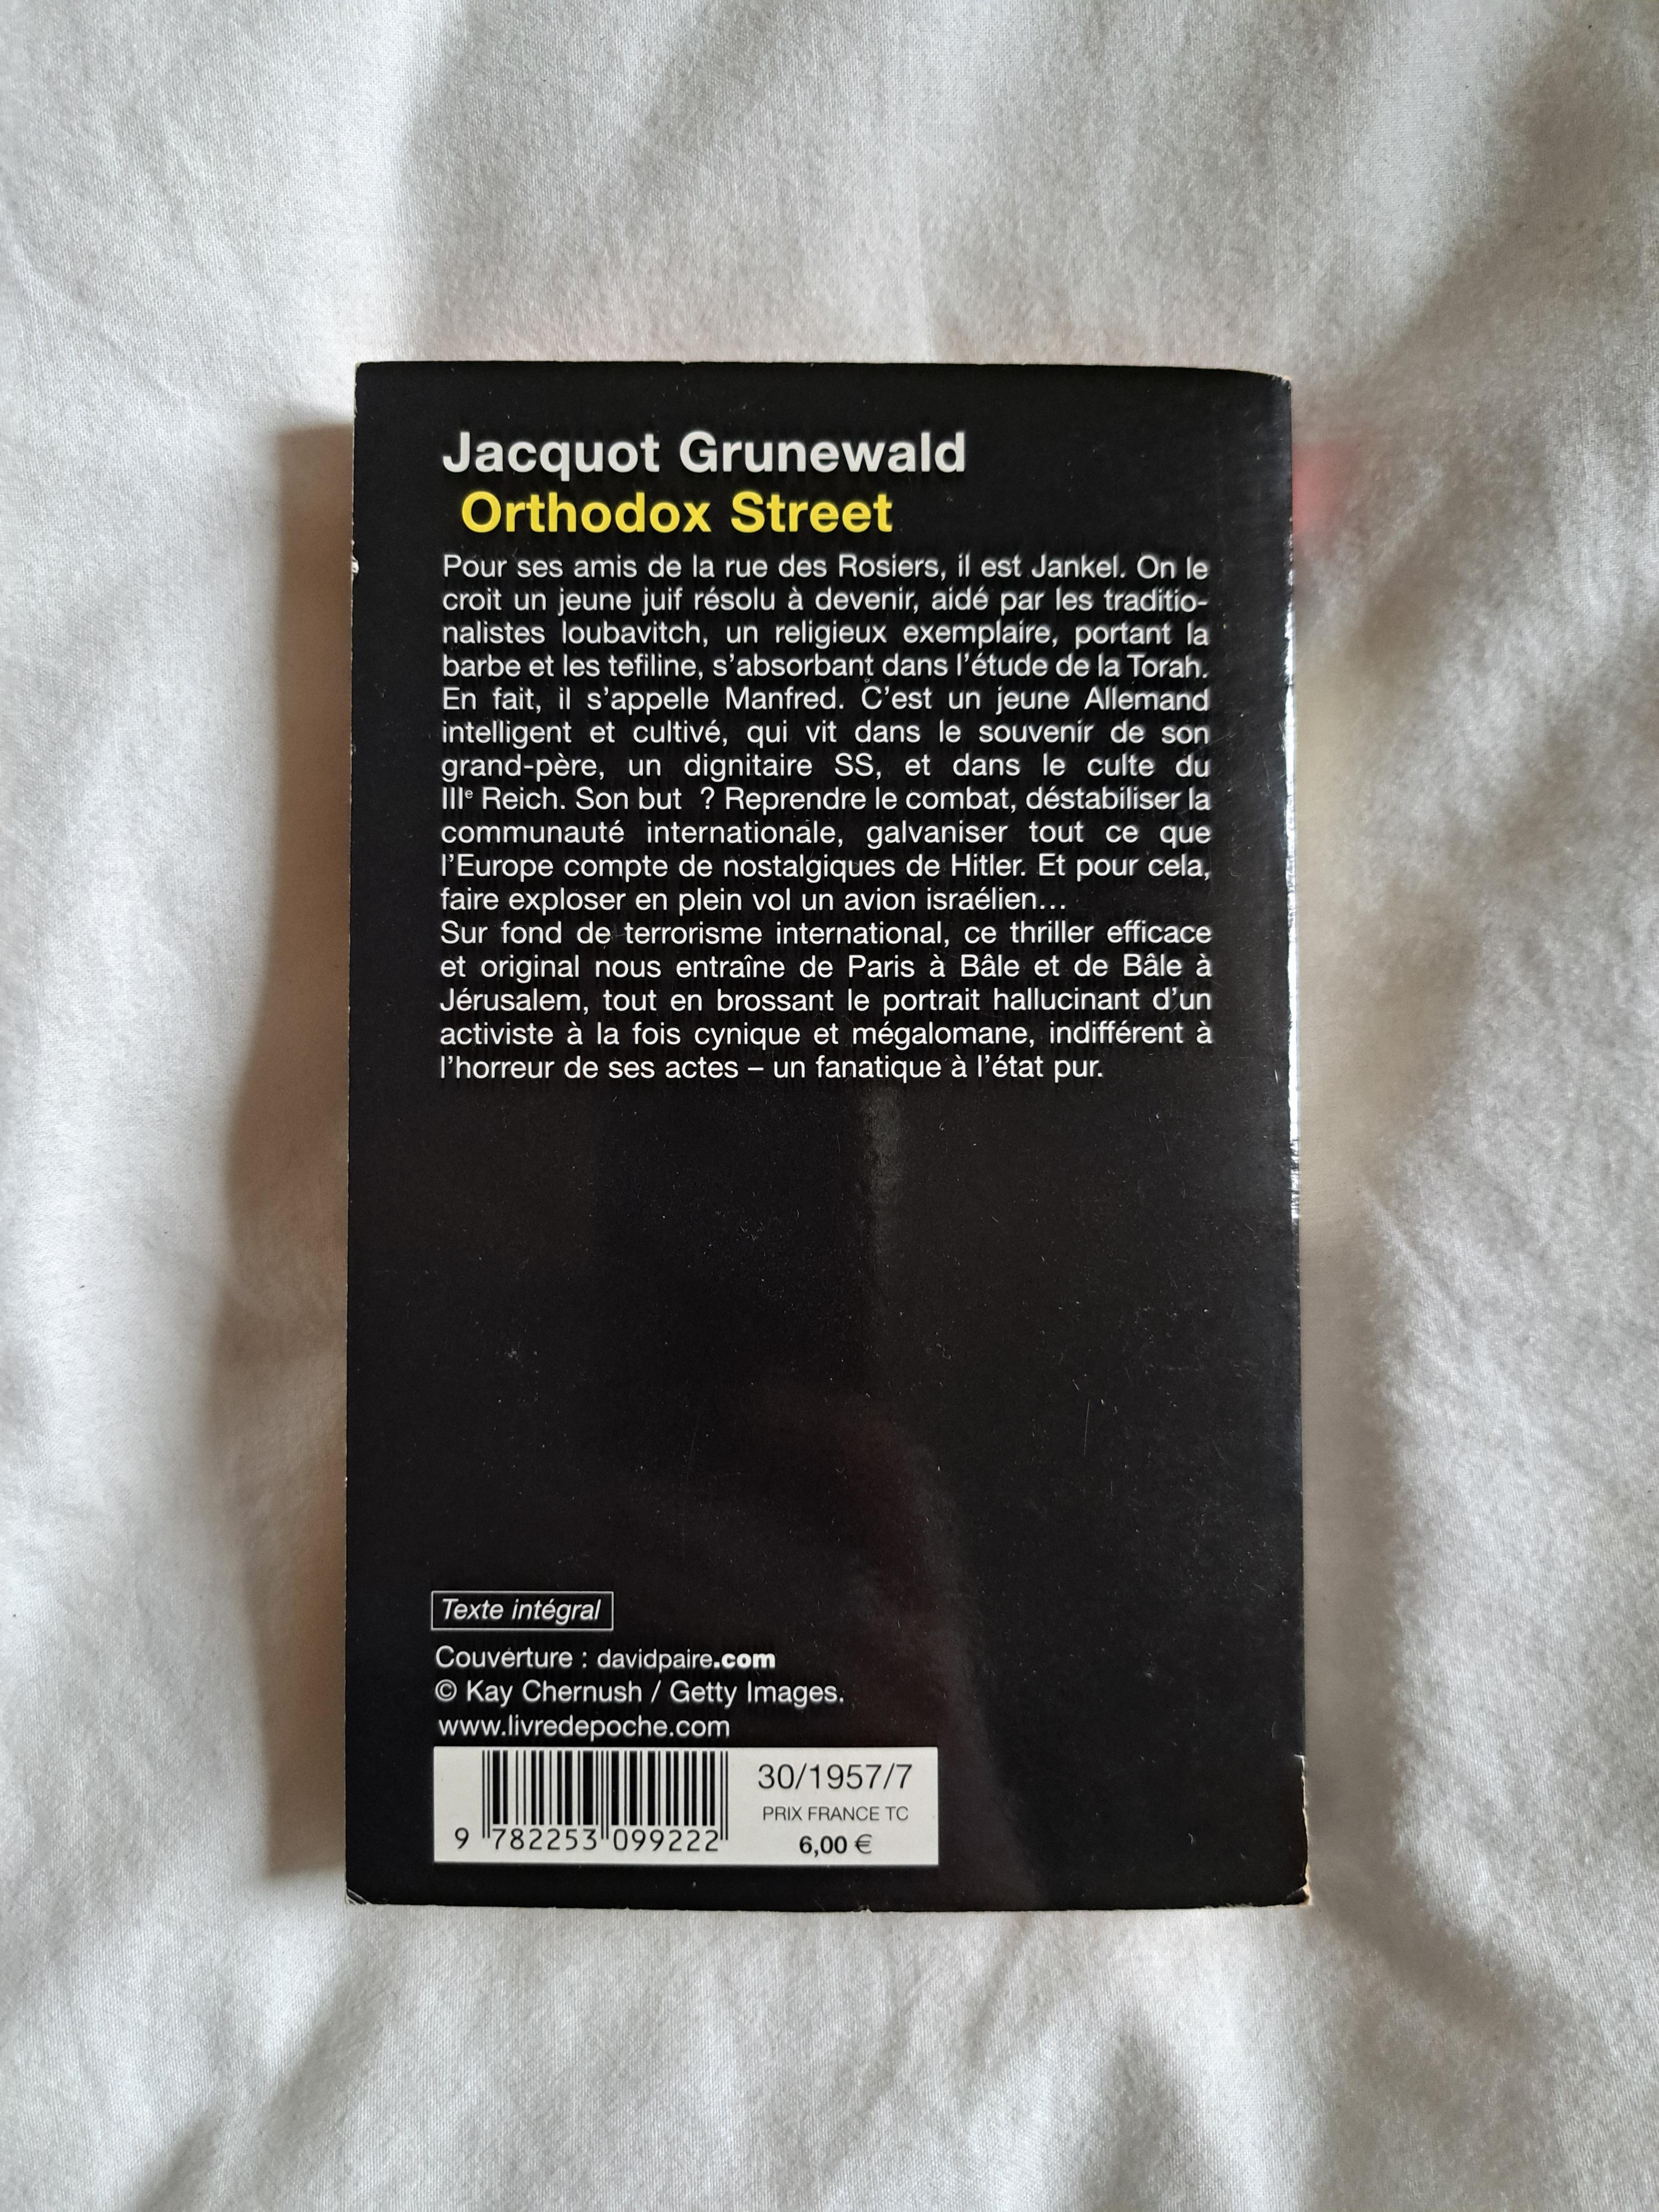 Jacquot Grunewald
Orthodox Street
Pour ses amis de la rue des Rosiers, il est Jankel. On le
croit un jeune juif résolu à devenir, aidé par les traditio-
nalistes loubavitch, un religieux exemplaire, portant la
barbe et les tefiline, s’absorbant dans l’étude de la Torah.
En fait, il s’appelle Manfred. C’est un jeune Allemand
intelligent et cultivé, qui vit dans le souvenir de son
grand-père, un dignitaire SS, et dans le culte du
IIIᵉ Reich. Son but ? Reprendre le combat, déstabiliser la
communauté internationale, galvaniser tout ce que
l’Europe compte de nostalgiques de Hitler. Et pour cela,
faire exploser en plein vol un avion israélien...
Sur fond de terrorisme international, ce thriller efficace
et original nous entraîne de Paris à Bâle et de Bâle à
Jérusalem, tout en brossant le portrait hallucinant d’un
activiste à la fois cynique et mégalomane, indifférent à
l’horreur de ses actes – un fanatique à l’état pur.
Texte intégral
Couverture : davidpaire.com
© Kay Chernush / Getty Images.
www.livredepoche.com
9 782253 099222
30/1957/7
PRIX FRANCE TC
6,00 €